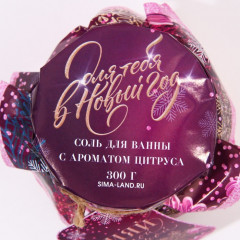 Для тебя
в Новый год
СОЛЬ ДЛЯ ВАННЫ
С АРОМАТОМ ЦИТРУСА
300 Г
SIMA-LAND.RU